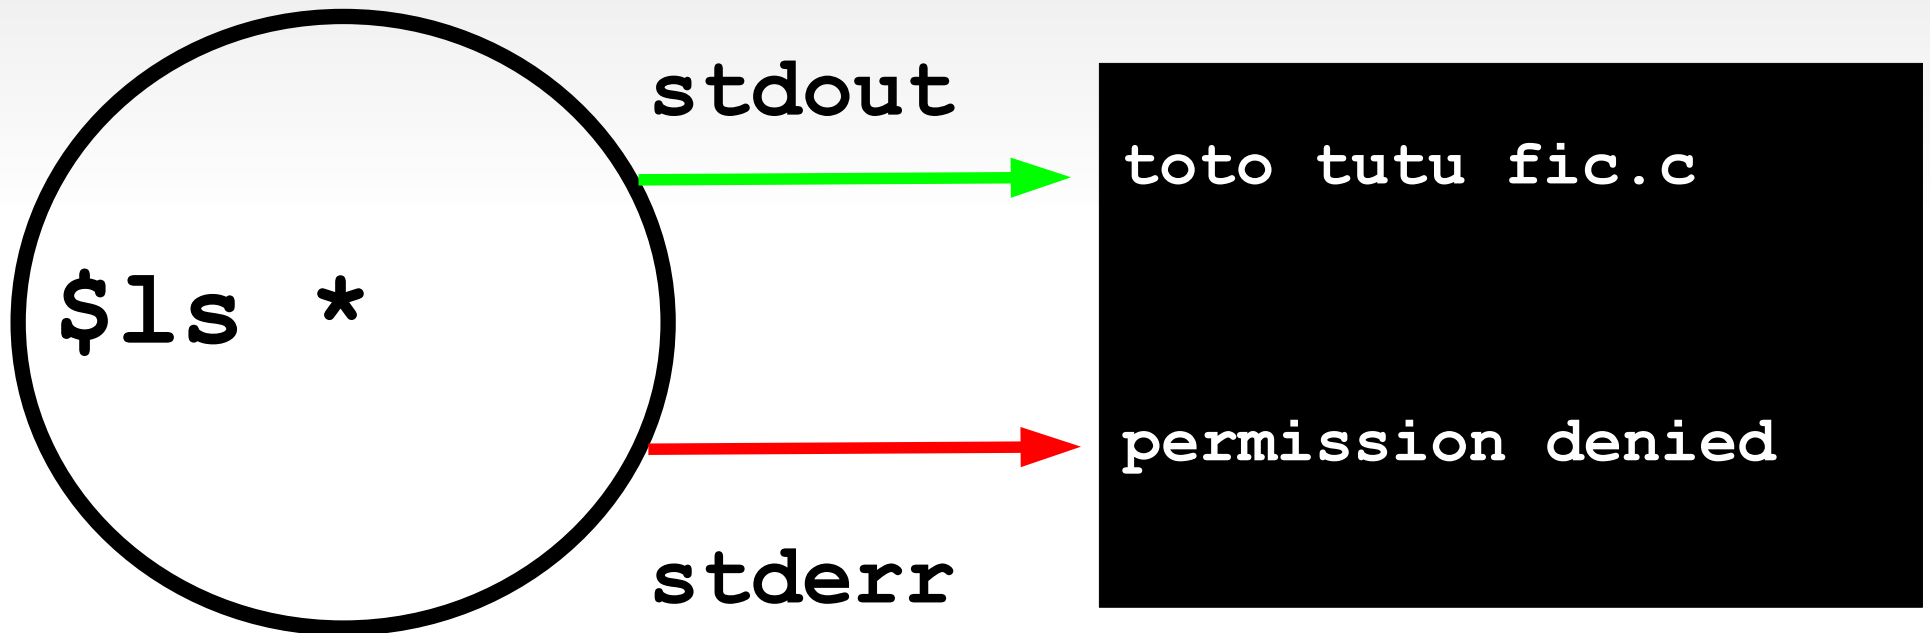 stdout
toto tutu fic.c
$ls *
permission denied
stderr